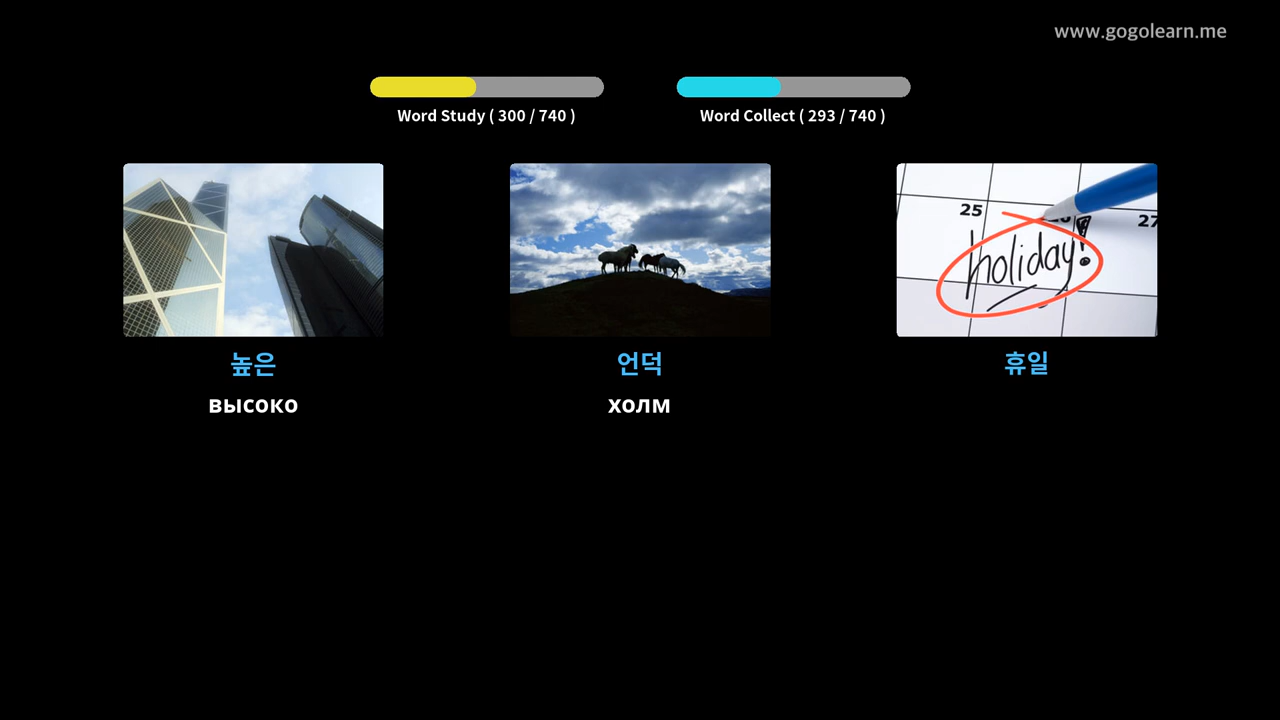 www.gogolearn.me
Word Study ( 300 / 740 )
Word Collect ( 293 / 740 )
25
27
holiday!
높은
언덕
휴일
высоко
холм